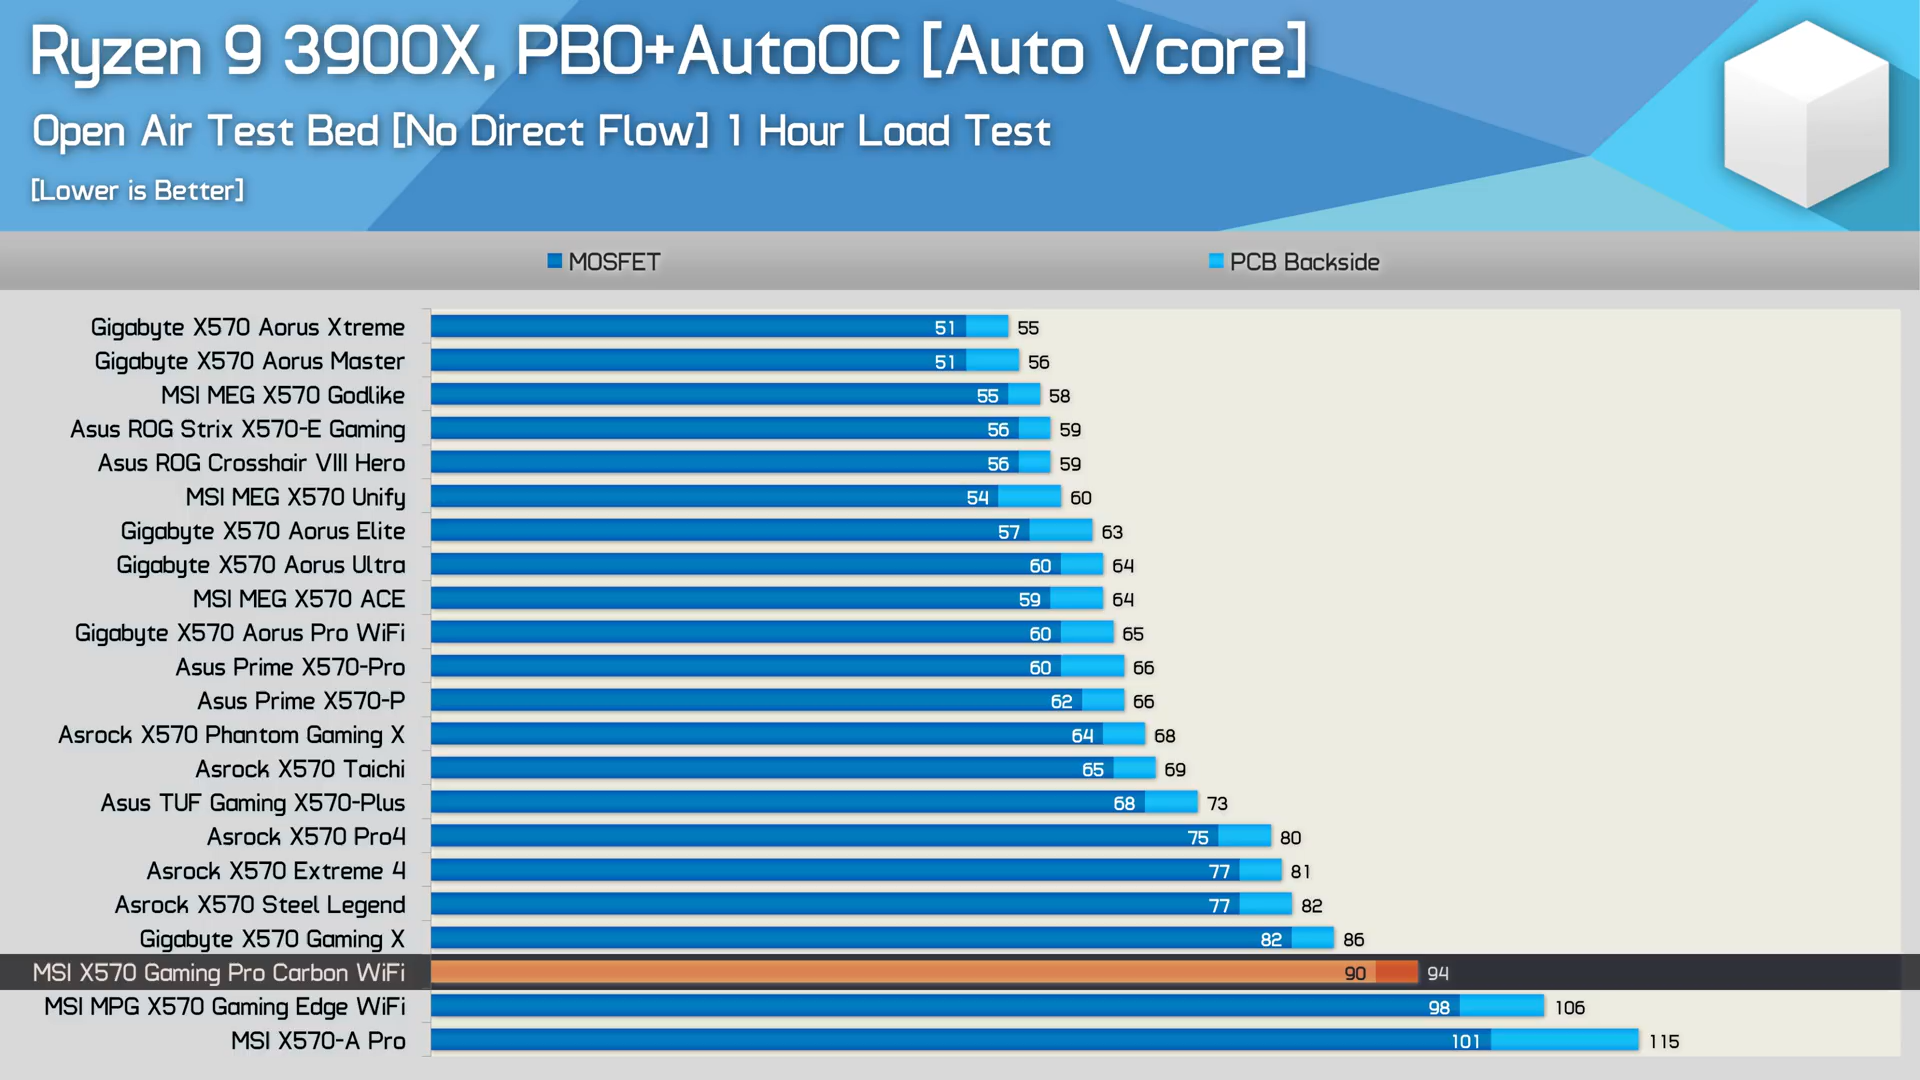 Ryzen 9 3900X, PBO+AutoOC [Auto Vcore]
Open Air Test Bed [No Direct Flow] 1 Hour Load Test
[Lower is Better]
MOSFET PCB Backside
Gigabyte X570 Aorus Xtreme 51 55
Gigabyte X570 Aorus Master 51 56
MSI MEG X570 Godlike 55 58
Asus ROG Strix X570-E Gaming 56 59
Asus ROG Crosshair VIII Hero 56 59
MSI MEG X570 Unify 54 60
Gigabyte X570 Aorus Elite 57 63
Gigabyte X570 Aorus Ultra 60 64
MSI MEG X570 ACE 59 64
Gigabyte X570 Aorus Pro WiFi 60 65
Asus Prime X570-Pro 60 66
Asus Prime X570-P 62 66
Asrock X570 Phantom Gaming X 64 68
Asrock X570 Taichi 65 69
Asus TUF Gaming X570-Plus 68 73
Asrock X570 Pro4 75 80
Asrock X570 Extreme 4 77 81
Asrock X570 Steel Legend 77 82
Gigabyte X570 Gaming X 82 86
MSI X570 Gaming Pro Carbon WiFi 90 94
MSI MPG X570 Gaming Edge WiFi 98 106
MSI X570-A Pro 101 115